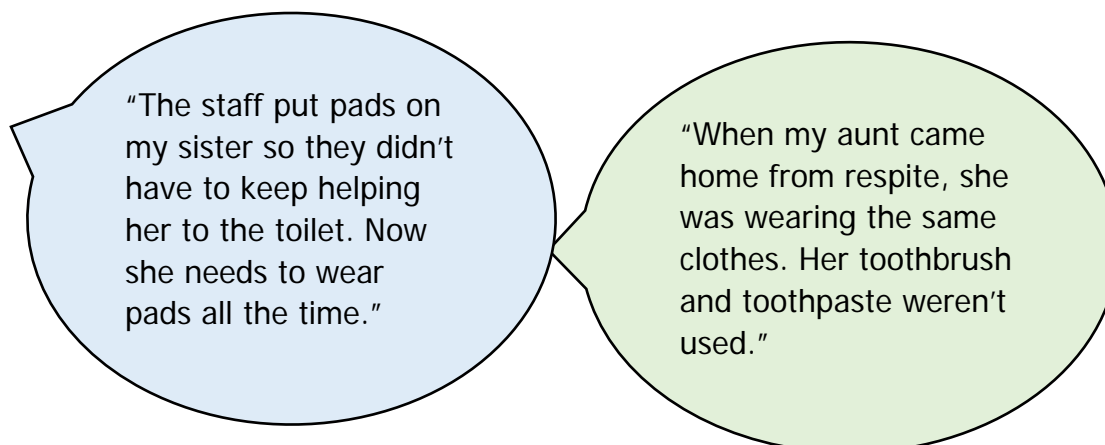 “The staff put pads on
my sister so they didn’t
have to keep helping
her to the toilet. Now
she needs to wear
pads all the time.”
“When my aunt came
home from respite, she
was wearing the same
clothes. Her toothbrush
and toothpaste weren’t
used.”